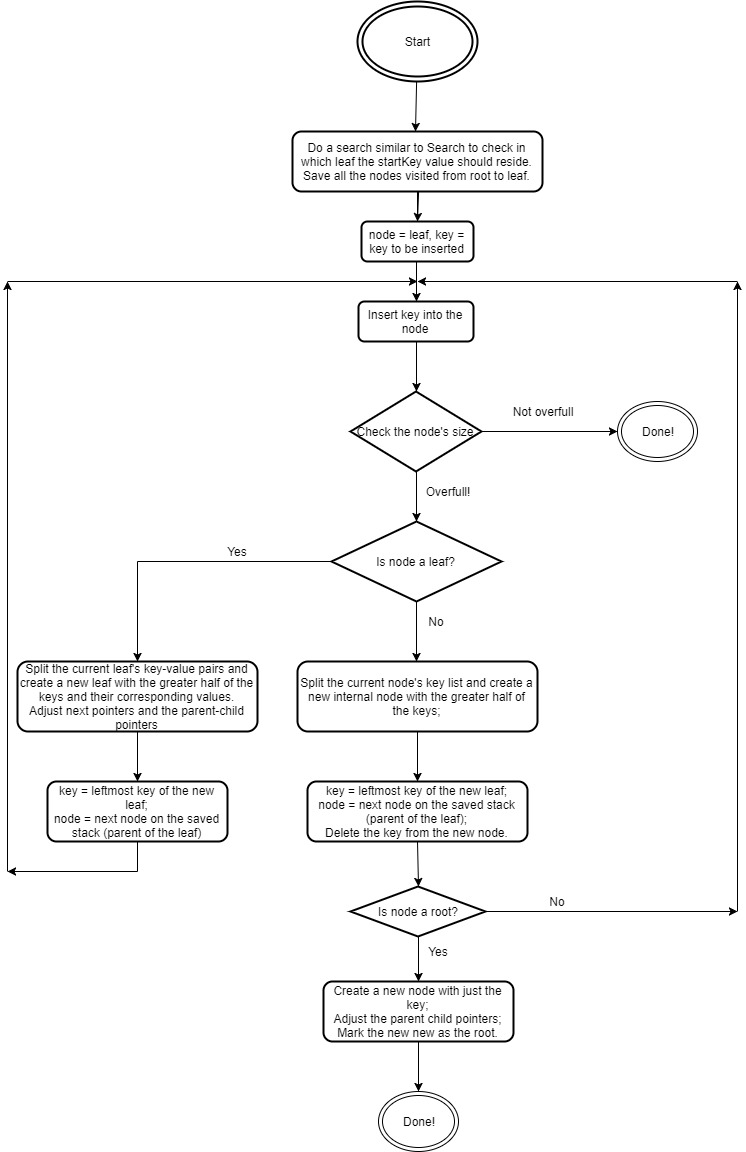 Start
Do a search similar to Search to check in
which leaf the startKey value should reside.
Save all the nodes visited from root to leaf.
node = leaf, key =
key to be inserted
Insert key into the
node
Check the node's size
Not overfull
Done!
Overfull!
Is node a leaf?
Yes
No
Split the current leaf's key-value pairs and
create a new leaf with the greater half of the
keys and their corresponding values.
Adjust next pointers and the parent-child
pointers
Split the current node's key list and create a
new internal node with the greater half of
the keys;
key = leftmost key of the new
leaf;
node = next node on the saved
stack (parent of the leaf)
key = leftmost key of the new leaf;
node = next node on the saved stack
(parent of the leaf);
Delete the key from the new node.
Is node a root?
No
Yes
Create a new node with just the
key;
Adjust the parent child pointers;
Mark the new new as the root.
Done!